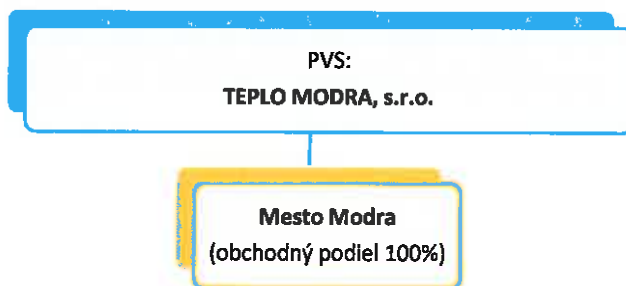 PVS:
TEPLO MODRA, s.r.o.
Mesto Modra
(obchodný podiel 100%)